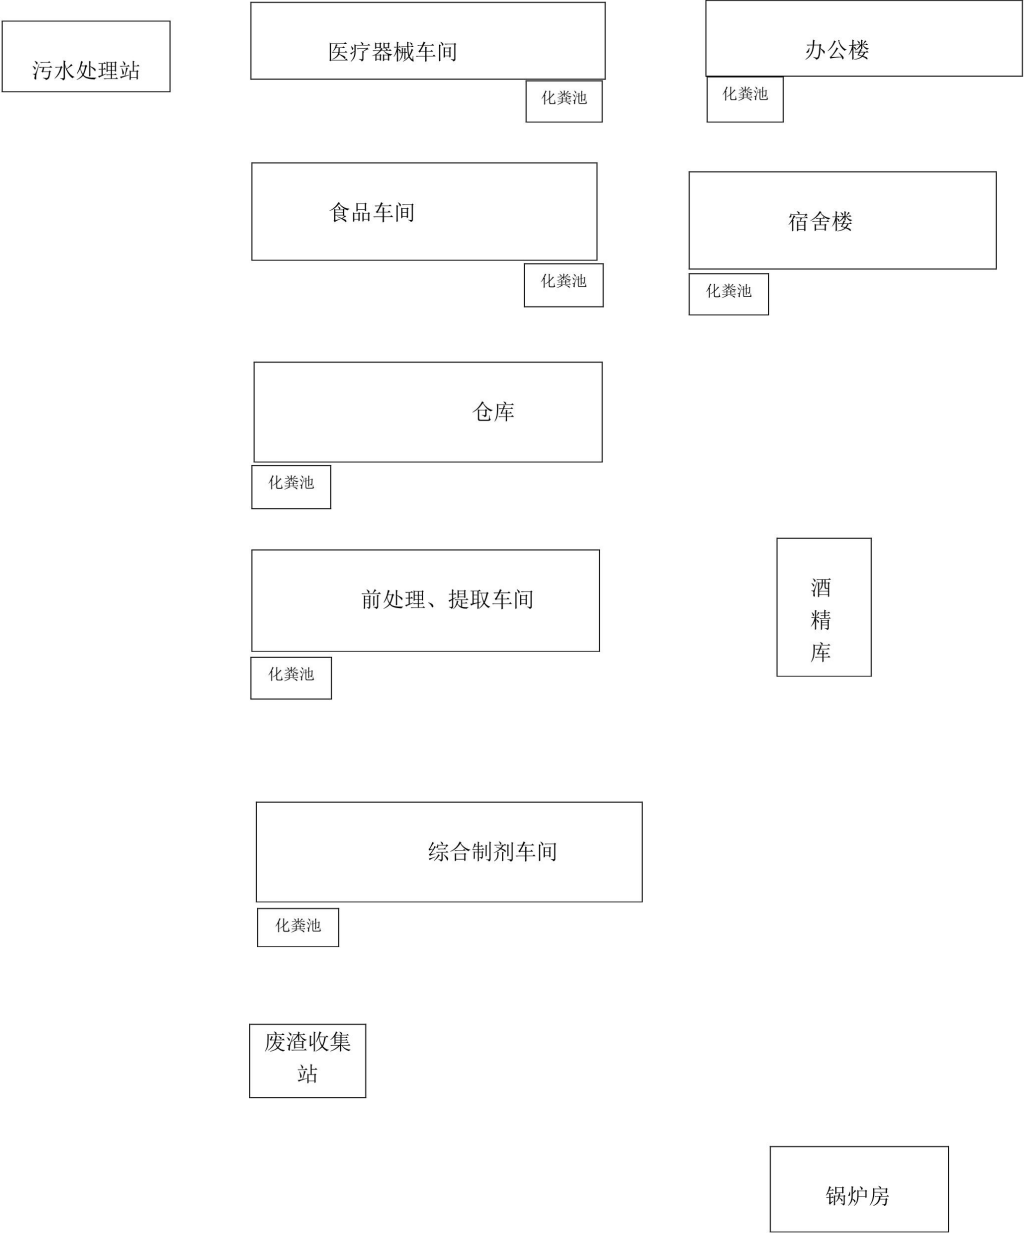 污水处理站
医疗器械车间
办公楼
化粪池
化粪池
食品车间
宿舍楼
化粪池
化粪池
仓库
化粪池
前处理、提取车间
酒
精
库
化粪池
综合制剂车间
化粪池
废渣收集
站
锅炉房